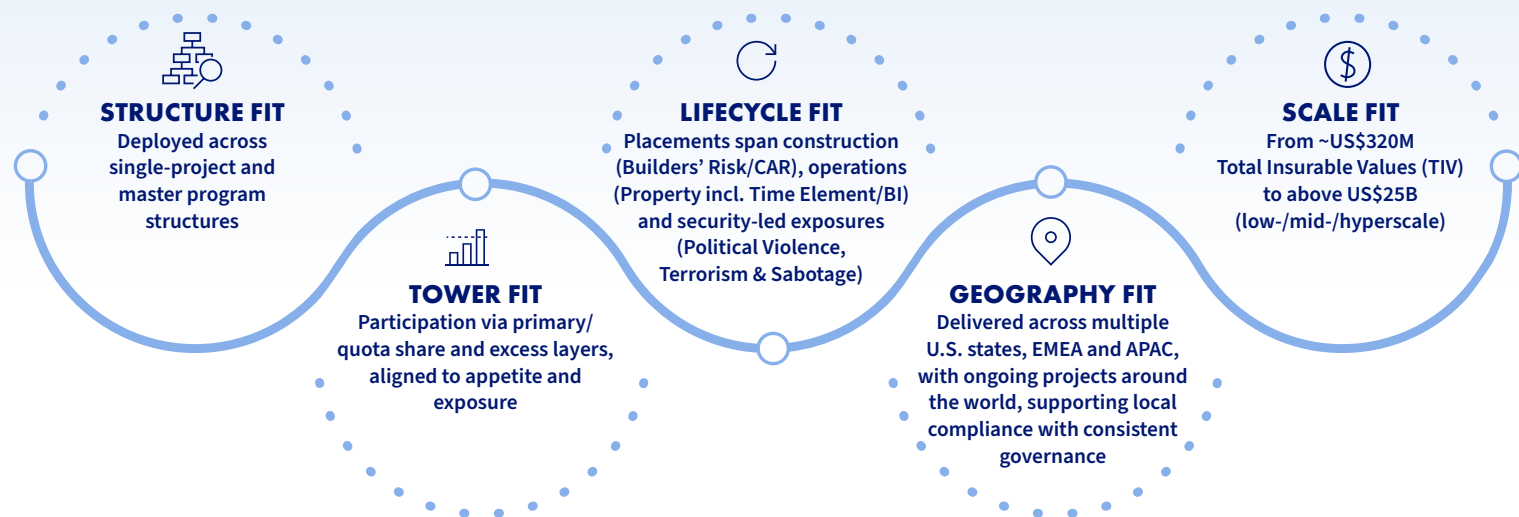 STRUCTURE FIT
Deployed across
single-project and
master program
structures
TOWER FIT
Participation via primary/
quota share and excess layers,
aligned to appetite and
exposure
LIFECYCLE FIT
Placements span construction
(Builders’ Risk/CAR), operations
(Property incl. Time Element/BI)
and security-led exposures
(Political Violence,
Terrorism & Sabotage)
GEOGRAPHY FIT
Delivered across multiple
U.S. states, EMEA and APAC,
with ongoing projects around
the world, supporting local
compliance with consistent
governance
SCALE FIT
From ~US$320M
Total Insurable Values (TIV)
to above US$25B
(low-/mid-/hyperscale)